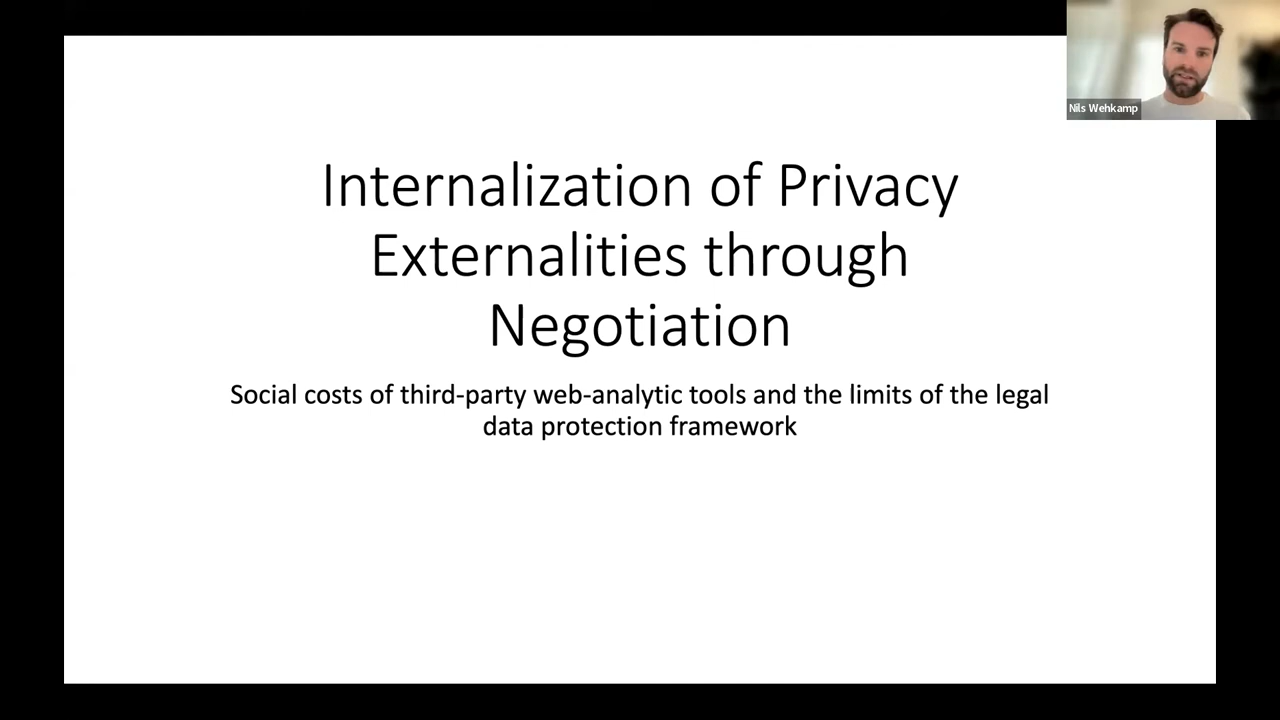 Nils Wehkamp
Internalization of Privacy
Externalities through
Negotiation
Social costs of third-party web-analytic tools and the limits of the legal
data protection framework